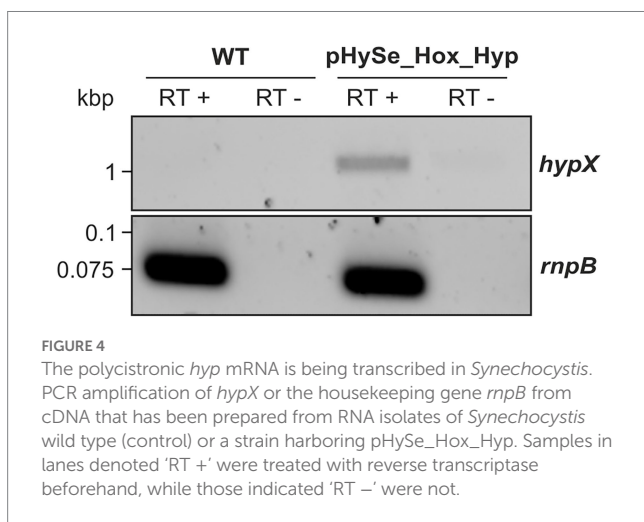 WT pHySe_Hox_Hyp
kbp RT + RT - RT + RT -
1 hypX
0.1
0.075 rnpB
FIGURE 4
The polycistronic hyp mRNA is being transcribed in Synechocystis.
PCR amplification of hypX or the housekeeping gene rnpB from
cDNA that has been prepared from RNA isolates of Synechocystis
wild type (control) or a strain harboring pHySe_Hox_Hyp. Samples in
lanes denoted ‘RT +’ were treated with reverse transcriptase
beforehand, while those indicated ‘RT –’ were not.